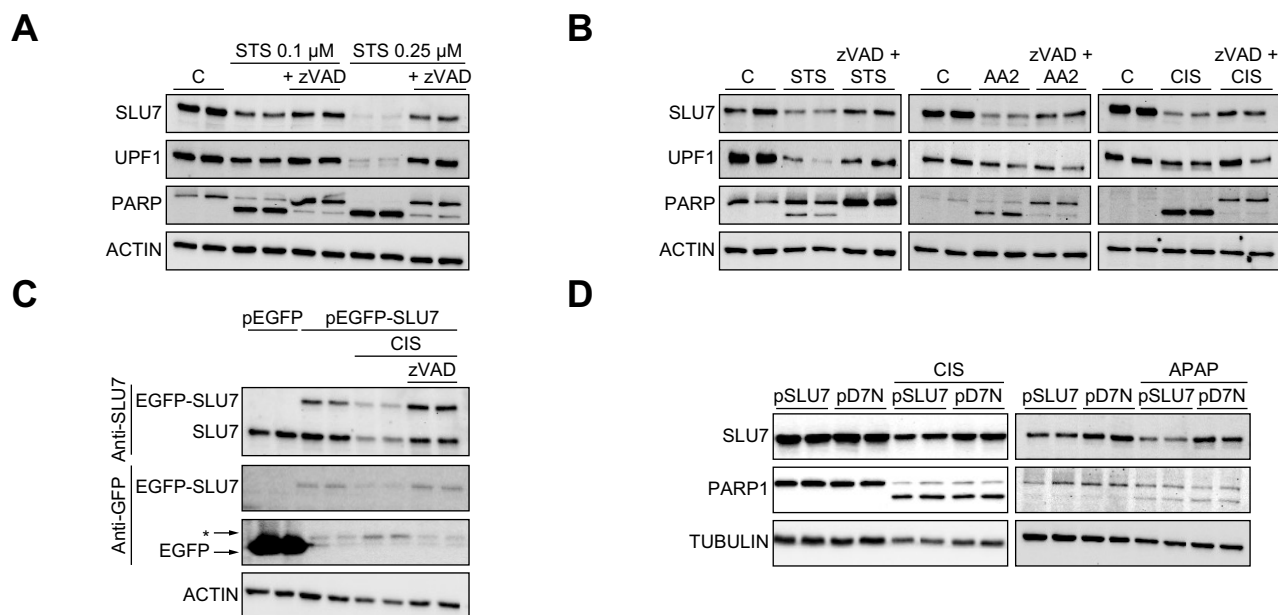 A
STS 0.1 µM STS 0.25 µM
C + zVAD + zVAD
SLU7
UPF1
PARP
ACTIN
B
zVAD + zVAD + zVAD +
C STS STS C AA2 AA2 C CIS CIS
SLU7
UPF1
PARP
ACTIN
C
pEGFP pEGFP-SLU7
CIS
zVAD
Anti-SLU7
EGFP-SLU7
SLU7
Anti-GFP
EGFP-SLU7
*
EGFP
ACTIN
D
CIS APAP
pSLU7 pD7N pSLU7 pD7N pSLU7 pD7N pSLU7 pD7N
SLU7
PARP1
TUBULIN